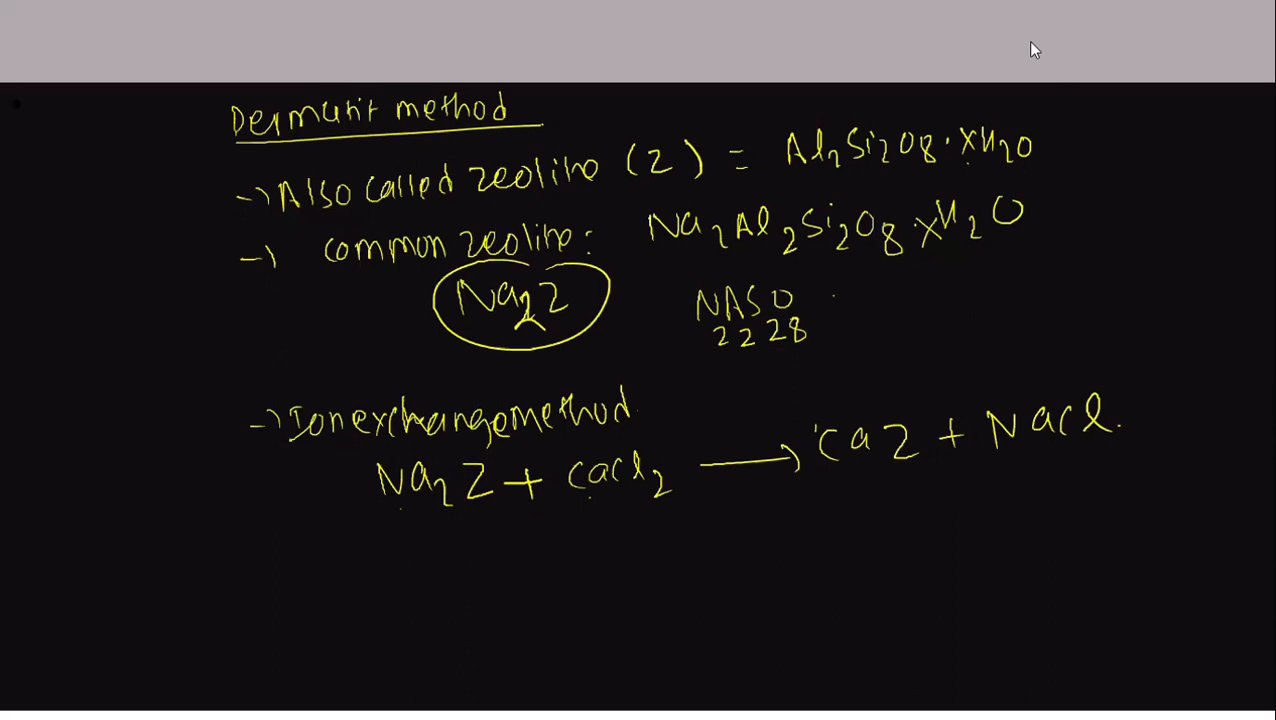 Permutit method
→ Also called zeolite (Z) = Al2Si2O8·XH2O
→ common zeolite: Na2Al2Si2O8·XH2O
Na2Z
NASO
2228
→ Ion exchange method
Na2Z + CaCl2 → CaZ + NaCl.